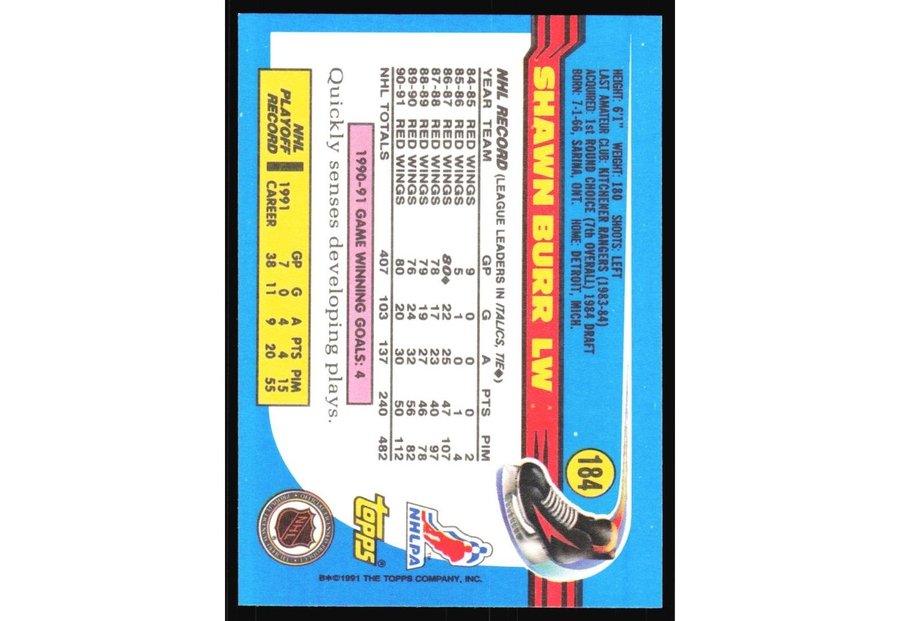 184
SHAWN BURR LW
HEIGHT: 6'1" WEIGHT: 180 SHOOTS: LEFT
LAST AMATEUR CLUB: KITCHENER RANGERS (1983-84)
ACQUIRED: 1st ROUND CHOICE (7th OVERALL) 1984 DRAFT
BORN: 7-1-66, SARINA, ONT. HOME: DETROIT, MICH.
NHL RECORD (LEAGUE LEADERS IN ITALICS, TIE◆)
YEAR TEAM GP G A PTS PIM
84-85 RED WINGS 9 0 0 0 2
85-86 RED WINGS 5 1 0 1 4
86-87 RED WINGS 80◆ 22 25 47 107
87-88 RED WINGS 78 17 23 40 97
88-89 RED WINGS 79 19 27 46 78
89-90 RED WINGS 76 24 32 56 82
90-91 RED WINGS 80 20 30 50 112
NHL TOTALS 407 103 137 240 482
1990-91 GAME WINNING GOALS: 4
Quickly senses developing plays.
NHL PLAYOFF RECORD
GP G A PTS PIM
1991 7 0 4 4 15
CAREER 38 11 9 20 55
NHLPA
TOPPS®
NHL
B✻©1991 THE TOPPS COMPANY, INC.